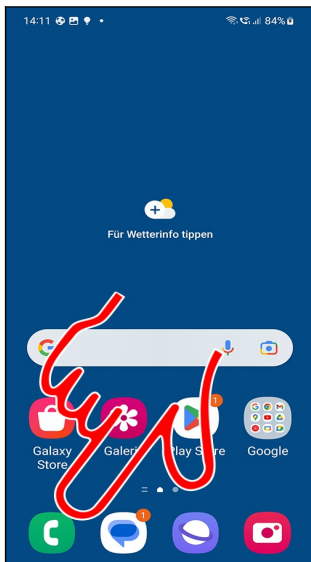 14:11 84%
Für Wetterinfo tippen
1
Galaxy
Store
Galerie
Play Store
Google
1